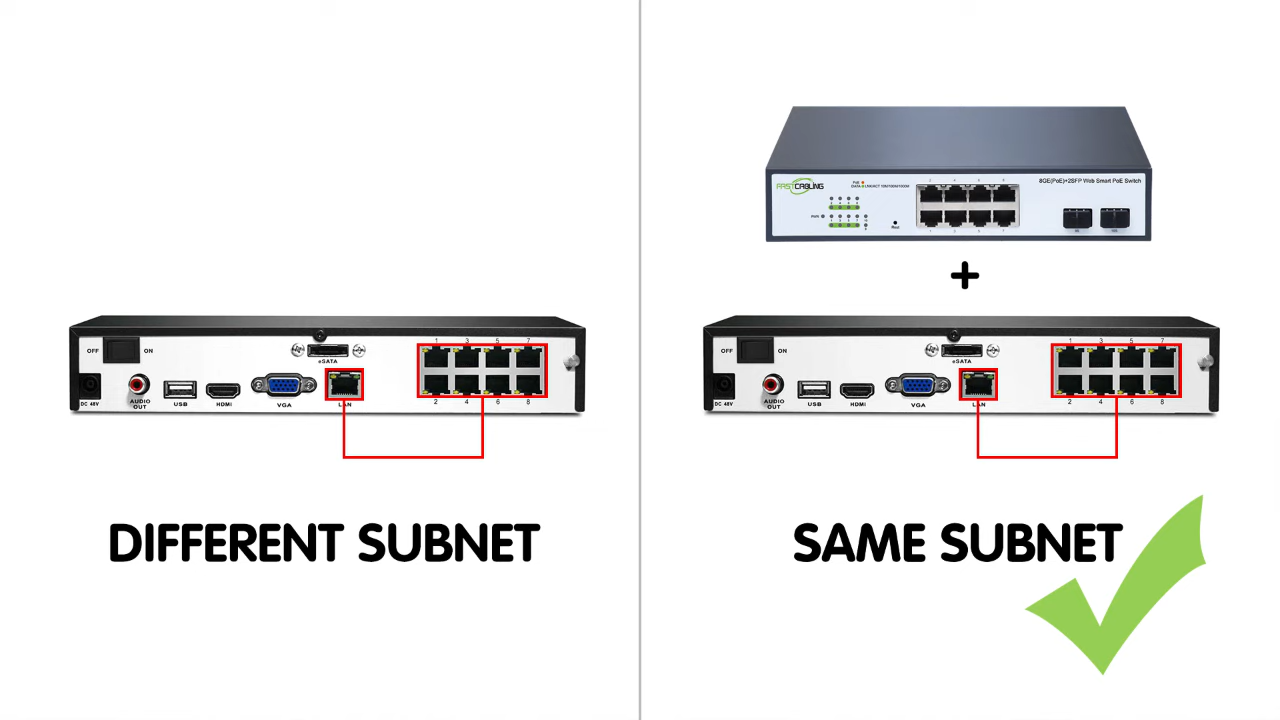 OFF
ON
eSATA
1 3 5 7
DC 48V
AUDIO
OUT
USB
HDMI
VGA
LAN
2 4 6 8
DIFFERENT SUBNET
FASTCABLING
PoE
8GE(PoE)+2SFP Web Smart PoE Switch
+
OFF
ON
eSATA
1 3 5 7
DC 48V
AUDIO
OUT
USB
HDMI
VGA
LAN
2 4 6 8
SAME SUBNET